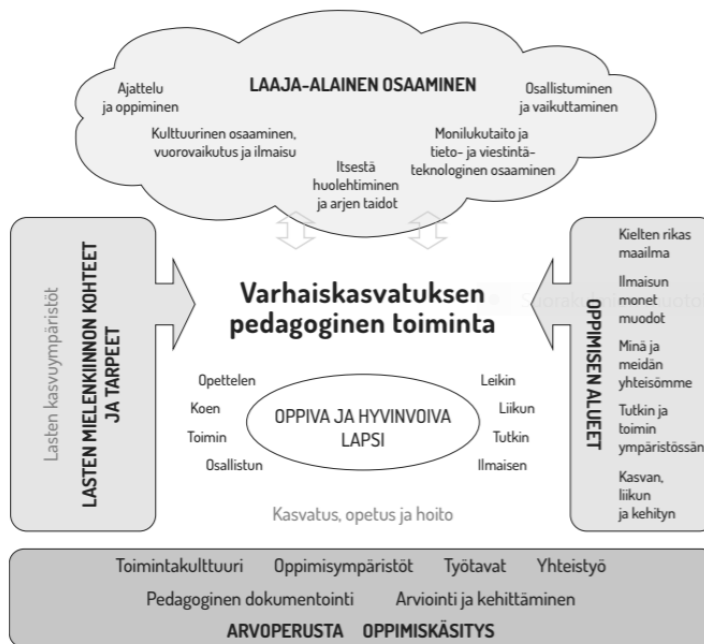 LAAJA-ALAINEN OSAAMINEN
Ajattelu
ja oppiminen
Osallistuminen
ja vaikuttaminen
Kulttuurinen osaaminen,
vuorovaikutus ja ilmaisu
Monilukutaito ja
tieto- ja viestintä-
teknologinen osaaminen
Itsestä
huolehtiminen
ja arjen taidot
Lasten kasvuympäristöt
LASTEN MIELENKIINNON KOHTEET
JA TARPEET
Varhaiskasvatuksen
pedagoginen toiminta
Opettelen
Koen
Toimin
Osallistun
OPPIVA JA HYVINVOIVA
LAPSI
Leikin
Liikun
Tutkin
Ilmaisen
Kasvatus, opetus ja hoito
OPPIMISEN ALUEET
Kielten rikas
maailma
Ilmaisun
monet
muodot
Minä ja
meidän
yhteisömme
Tutkin ja
toimin
ympäristössäni
Kasvan,
liikun
ja kehityn
Toimintakulttuuri Oppimisympäristöt Työtavat Yhteistyö
Pedagoginen dokumentointi Arviointi ja kehittäminen
ARVOPERUSTA OPPIMISKÄSITYS